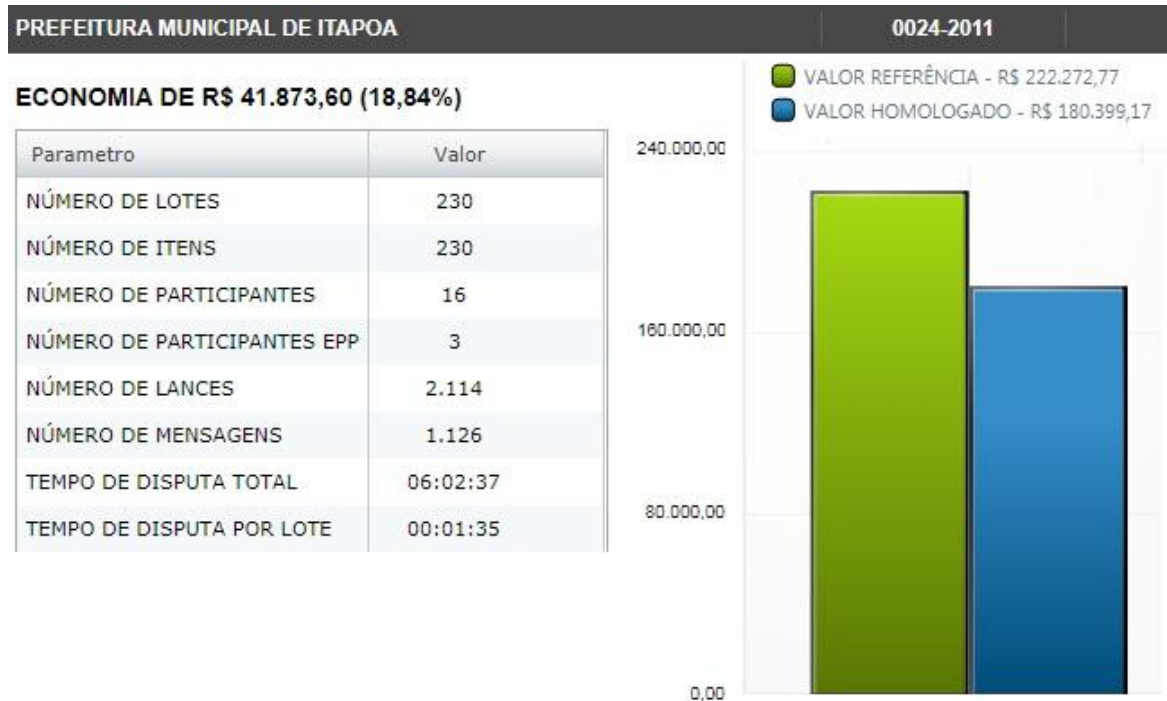 PREFEITURA MUNICIPAL DE ITAPOA 0024-2011
ECONOMIA DE R$ 41.873,60 (18,84%)
Parametro Valor
NÚMERO DE LOTES 230
NÚMERO DE ITENS 230
NÚMERO DE PARTICIPANTES 16
NÚMERO DE PARTICIPANTES EPP 3
NÚMERO DE LANCES 2.114
NÚMERO DE MENSAGENS 1.126
TEMPO DE DISPUTA TOTAL 06:02:37
TEMPO DE DISPUTA POR LOTE 00:01:35
VALOR REFERÊNCIA - R$ 222.272,77
VALOR HOMOLOGADO - R$ 180.399,17
240.000,00
160.000,00
80.000,00
0,00